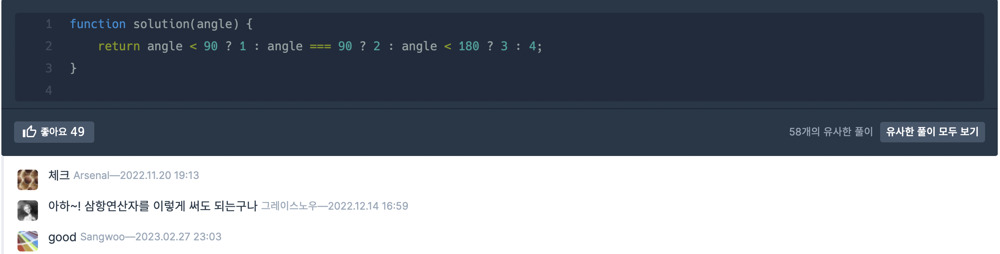 1 function solution(angle) {
2 return angle < 90 ? 1 : angle === 90 ? 2 : angle < 180 ? 3 : 4;
3 }
4
좋아요 49
58개의 유사한 풀이 유사한 풀이 모두 보기
체크 Arsenal—2022.11.20 19:13
아하~! 삼항연산자를 이렇게 써도 되는구나 그레이스노우—2022.12.14 16:59
good Sangwoo—2023.02.27 23:03